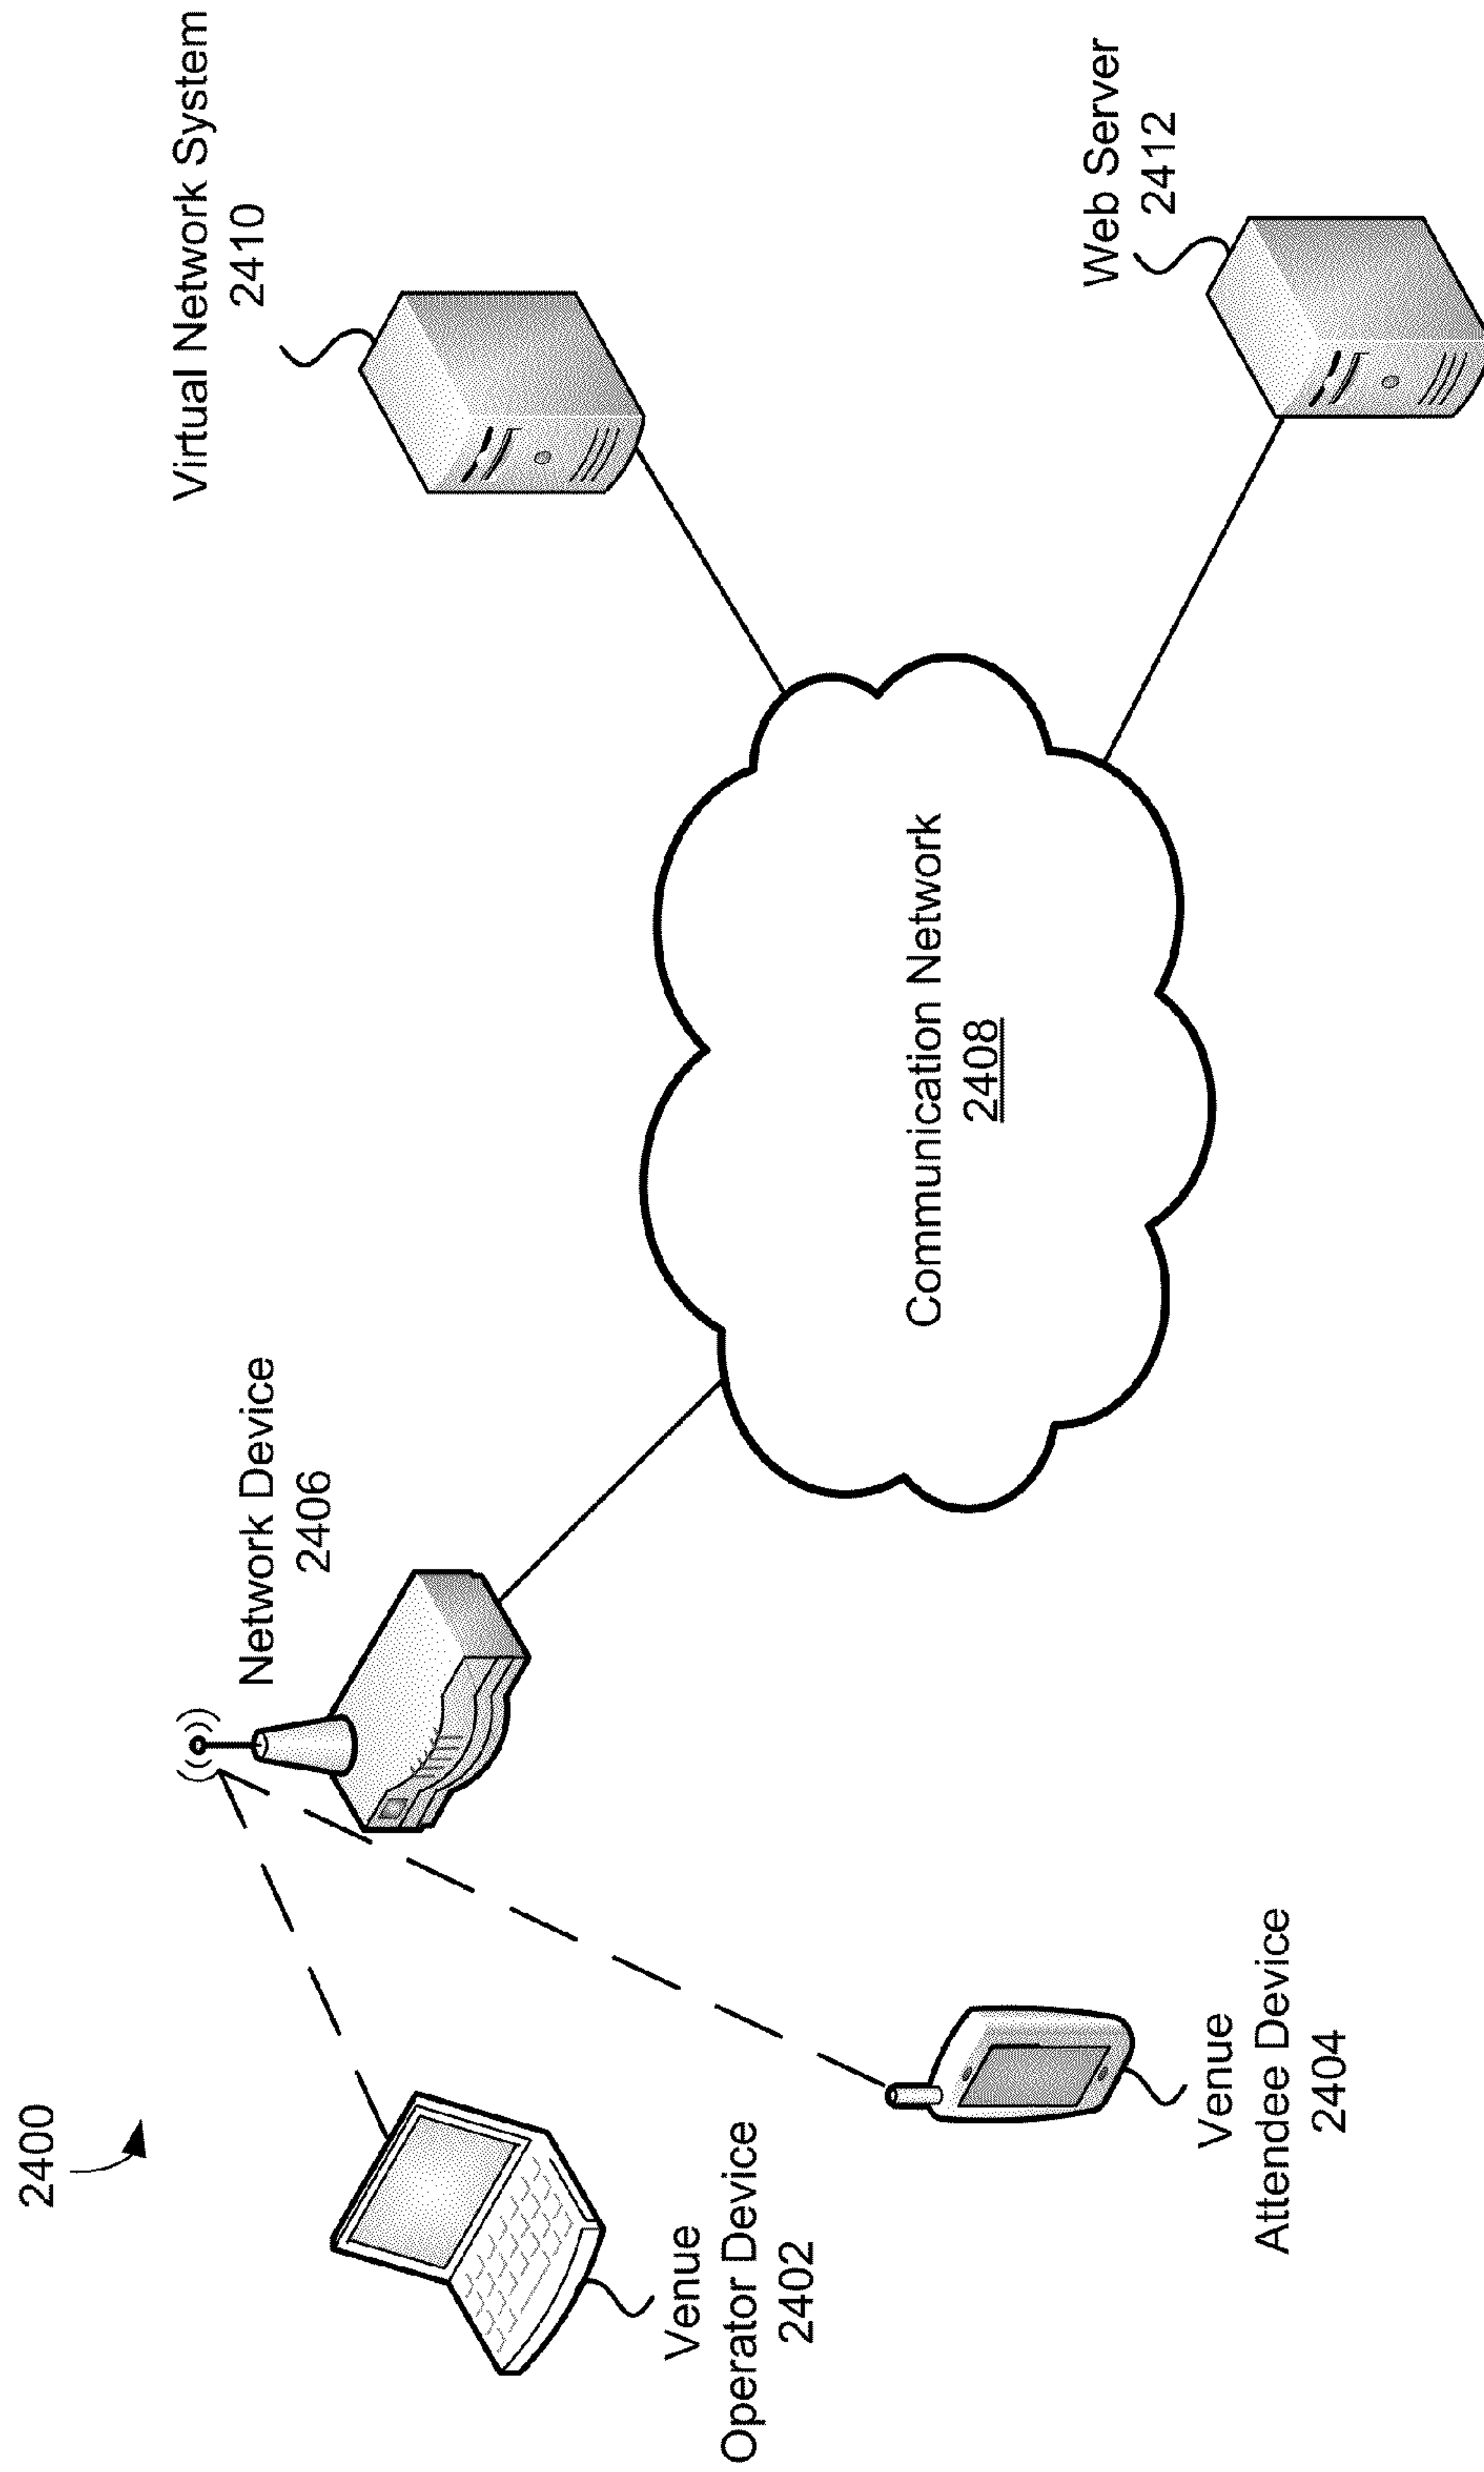 2400
Venue
Operator Device
2402
Venue
Attendee Device
2404
Network Device
2406
Communication Network
2408
Virtual Network System
2410
Web Server
2412